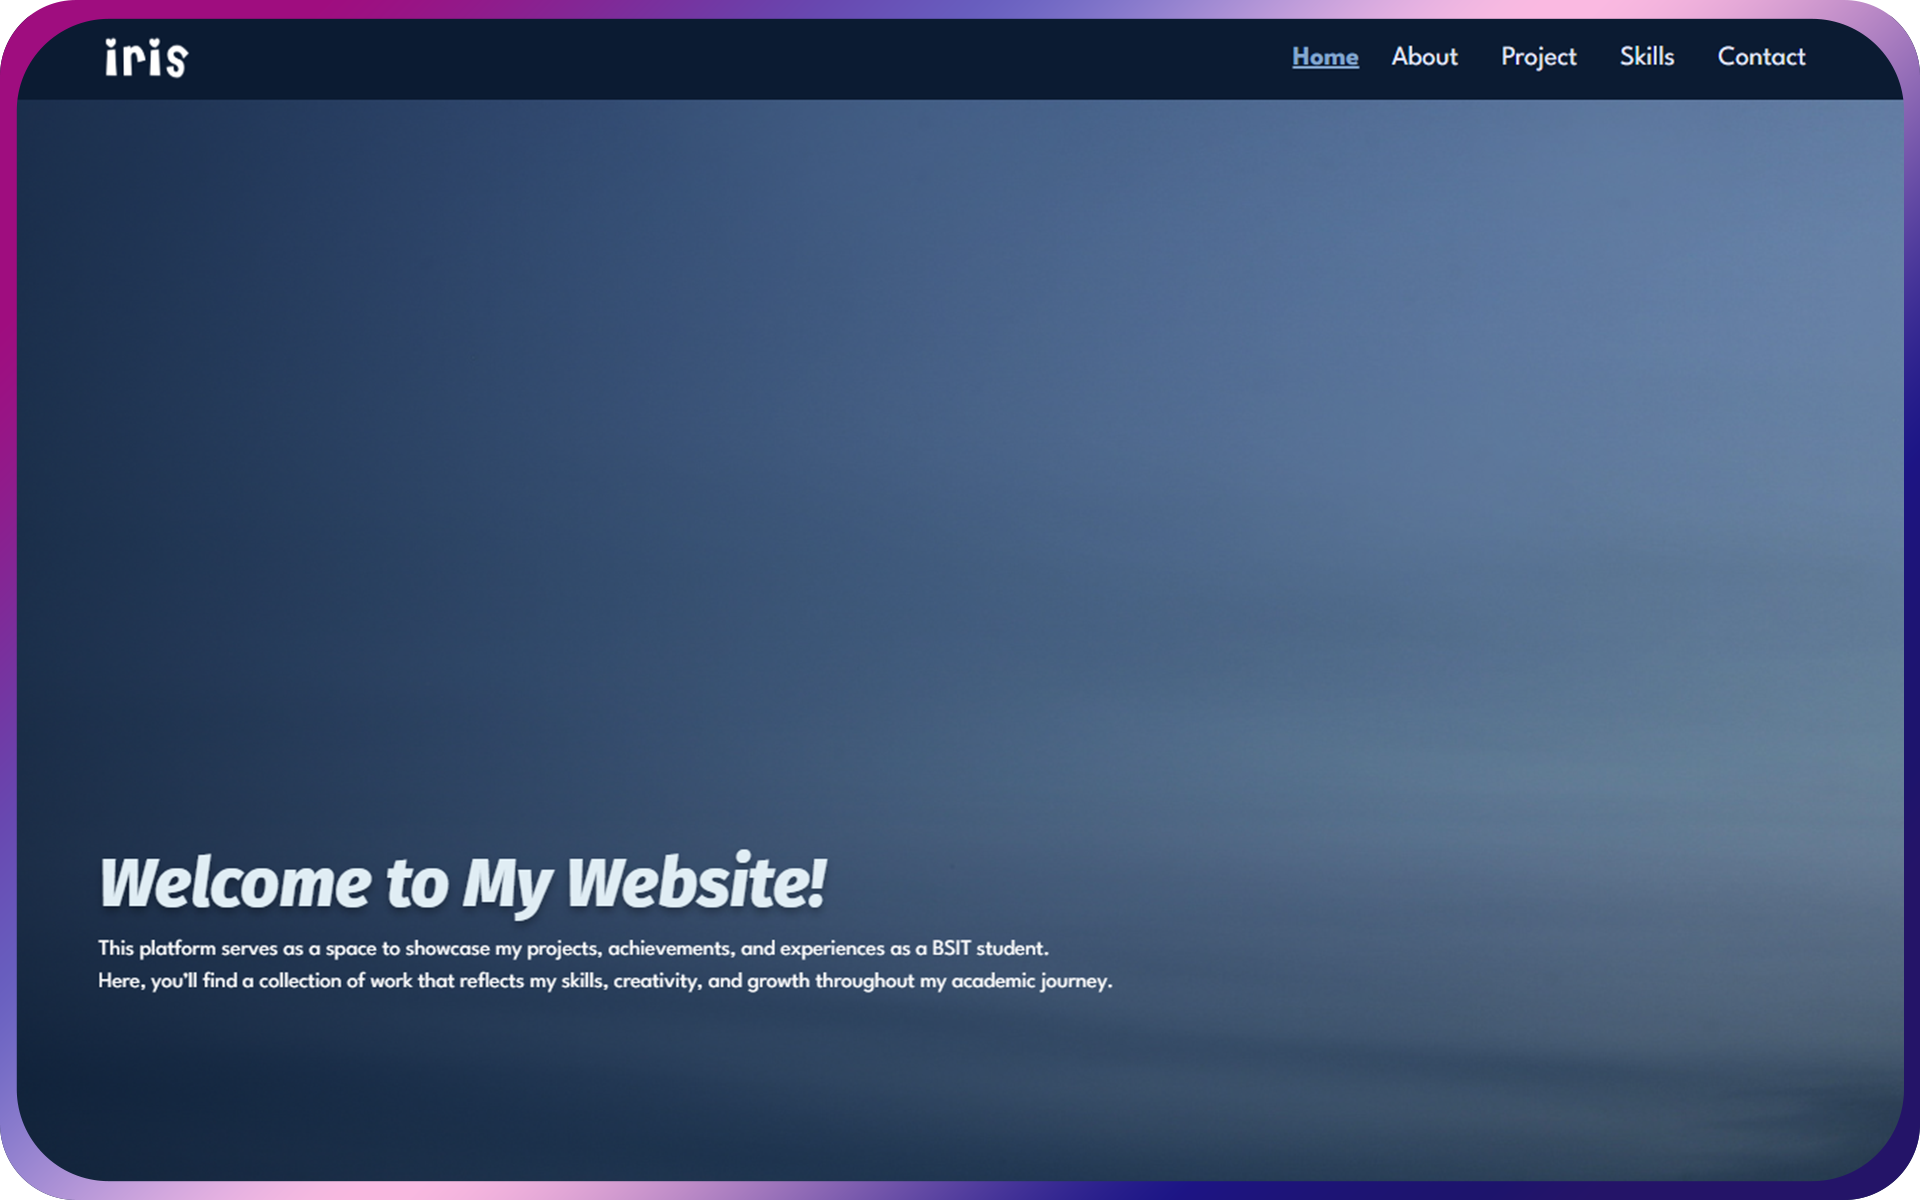 iris
Home About Project Skills Contact
Welcome to My Website!
This platform serves as a space to showcase my projects, achievements, and experiences as a BSIT student.
Here, you'll find a collection of work that reflects my skills, creativity, and growth throughout my academic journey.